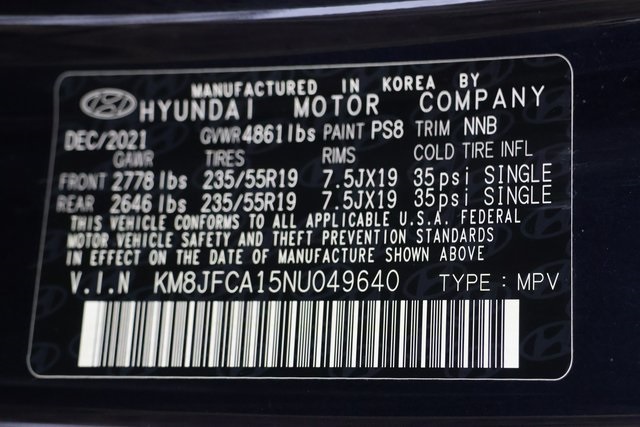 MANUFACTURED IN KOREA BY
HYUNDAI MOTOR COMPANY
DEC/2021 GVWR 4861lbs PAINT PS8 TRIM NNB
GAWR TIRES RIMS COLD TIRE INFL
FRONT 2778 lbs 235/55R19 7.5JX19 35psi SINGLE
REAR 2646 lbs 235/55R19 7.5JX19 35psi SINGLE
THIS VEHICLE CONFORMS TO ALL APPLICABLE U.S.A. FEDERAL
MOTOR VEHICLE SAFETY AND THEFT PREVENTION STANDARDS
IN EFFECT ON THE DATE OF MANUFACTURE SHOWN ABOVE
V.I.N KM8JFCA15NU049640 TYPE : MPV